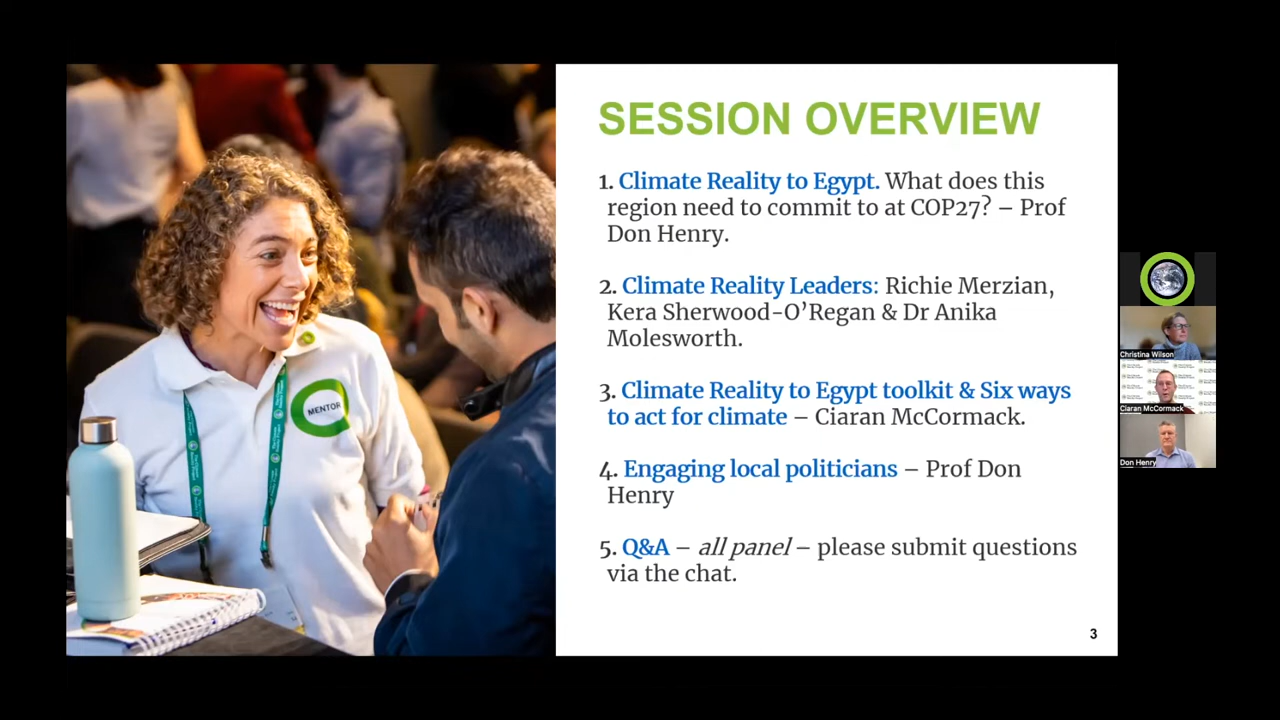 SESSION OVERVIEW
1. Climate Reality to Egypt. What does this
region need to commit to at COP27? – Prof
Don Henry.
2. Climate Reality Leaders: Richie Merzian,
Kera Sherwood-O’Regan & Dr Anika
Molesworth.
3. Climate Reality to Egypt toolkit & Six ways
to act for climate – Ciaran McCormack.
4. Engaging local politicians – Prof Don
Henry
5. Q&A – all panel – please submit questions
via the chat.
3
MENTOR
Christina Wilson
Ciaran McCormack
Don Henry